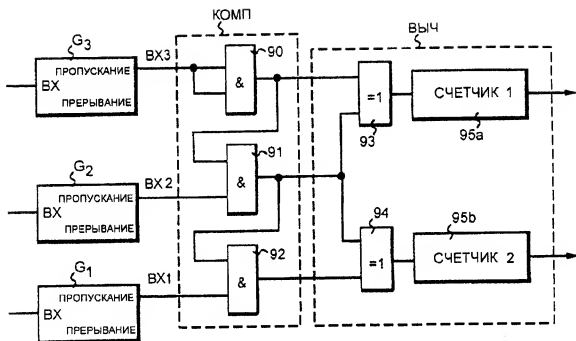 КОМП
ВЫЧ
G3
ПРОПУСКАНИЕ
ВХ
ПРЕРЫВАНИЕ
ВХ3
90
&
=1
93
СЧЕТЧИК 1
95a
G2
ПРОПУСКАНИЕ
ВХ
ПРЕРЫВАНИЕ
ВХ2
91
&
G1
ПРОПУСКАНИЕ
ВХ
ПРЕРЫВАНИЕ
ВХ1
92
&
94
=1
95b
СЧЕТЧИК 2